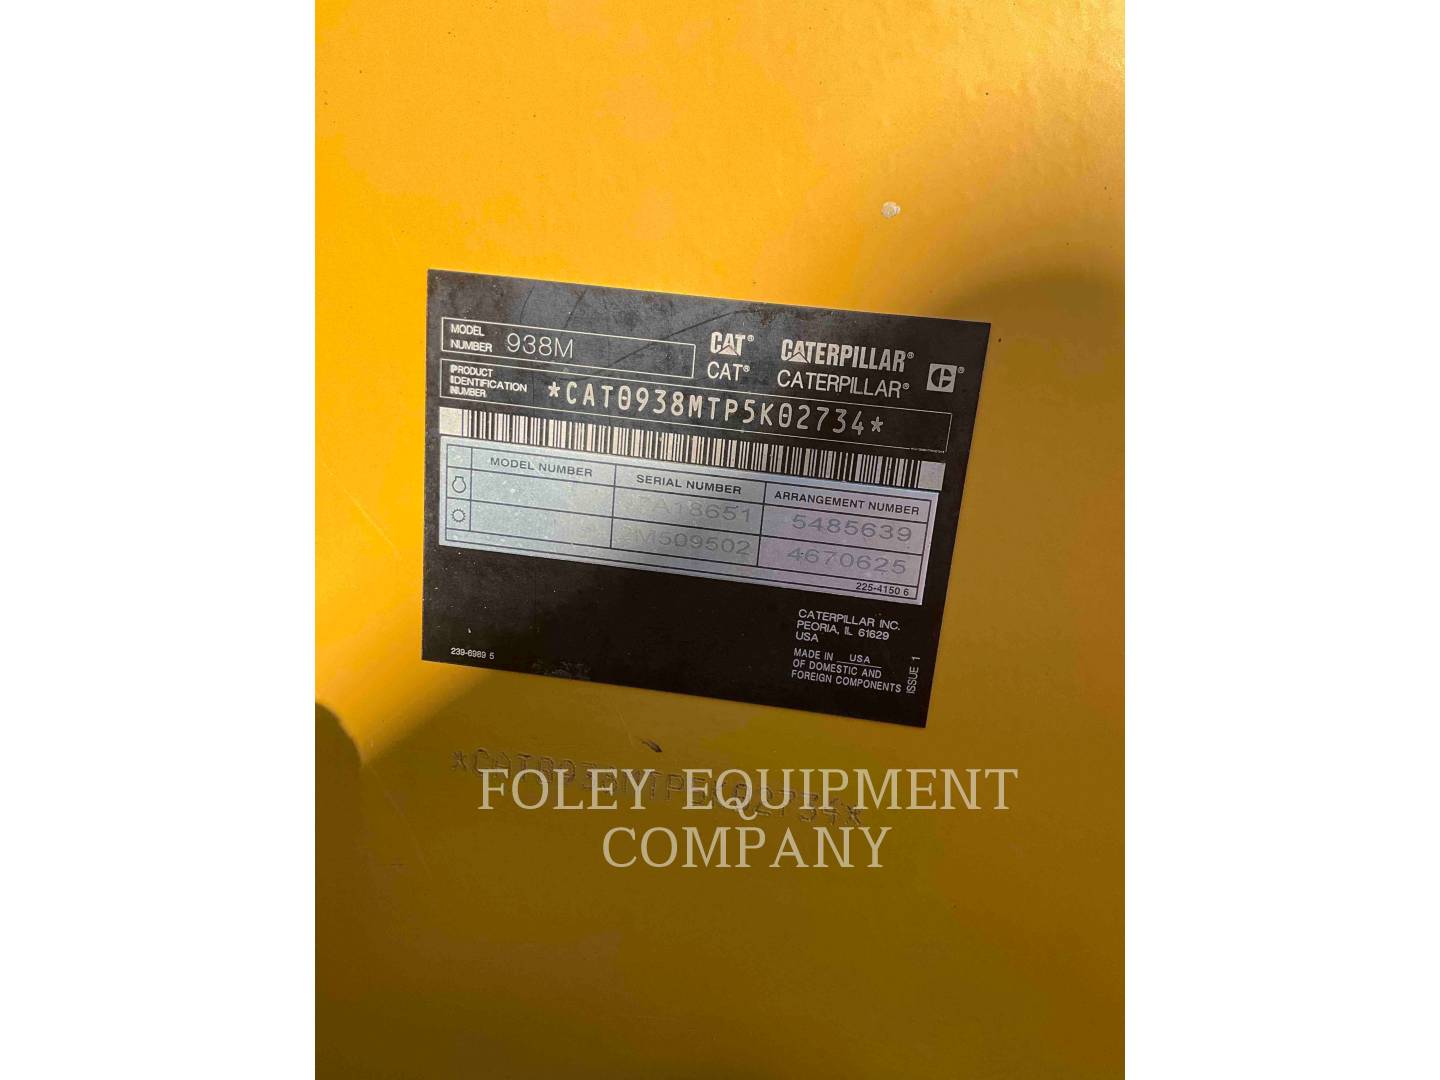 MODEL NUMBER 938M
CAT® CATERPILLAR®
CAT® CATERPILLAR®
PRODUCT IDENTIFICATION NUMBER *CAT0938MTP5K02734*
MODEL NUMBER SERIAL NUMBER ARRANGEMENT NUMBER
5485639
4670625
225-4150 6
CATERPILLAR INC.
PEORIA, IL 61629
USA
MADE IN USA
OF DOMESTIC AND
FOREIGN COMPONENTS
ISSUE 1
239-6989 5
*CAT0938MTP5K02734*
FOLEY EQUIPMENT
COMPANY